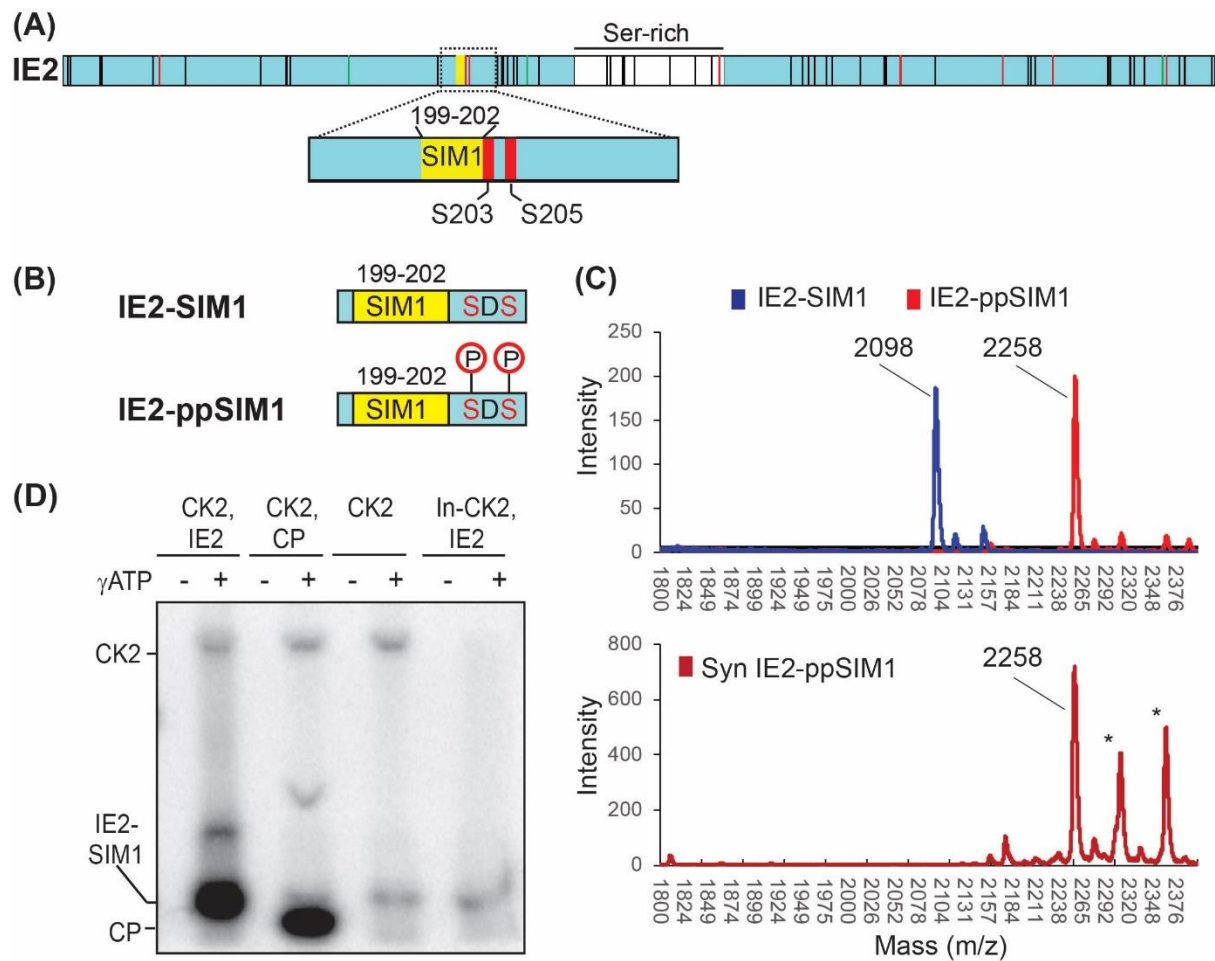 (A)
Ser-rich
IE2
199-202
SIM1
S203 S205
(B)
199-202
IE2-SIM1 SIM1 SDS
P P
199-202
IE2-ppSIM1 SIM1 SDS
(C)
IE2-SIM1 IE2-ppSIM1
2098 2258
Intensity
250
200
150
100
50
0
1800 1824 1849 1874 1899 1925 1949 1974 2000 2026 2052 2078 2104 2131 2157 2184 2211 2238 2265 2292 2320 2348 2376
Syn IE2-ppSIM1
2258
* *
Intensity
800
600
400
200
0
1800 1824 1849 1874 1899 1925 1949 1974 2000 2026 2052 2078 2104 2131 2157 2184 2211 2238 2265 2292 2320 2348 2376
Mass (m/z)
(D)
CK2, IE2
CK2, CP
CK2
In-CK2, IE2
γATP - + - + - + - +
CK2
IE2-
SIM1
CP